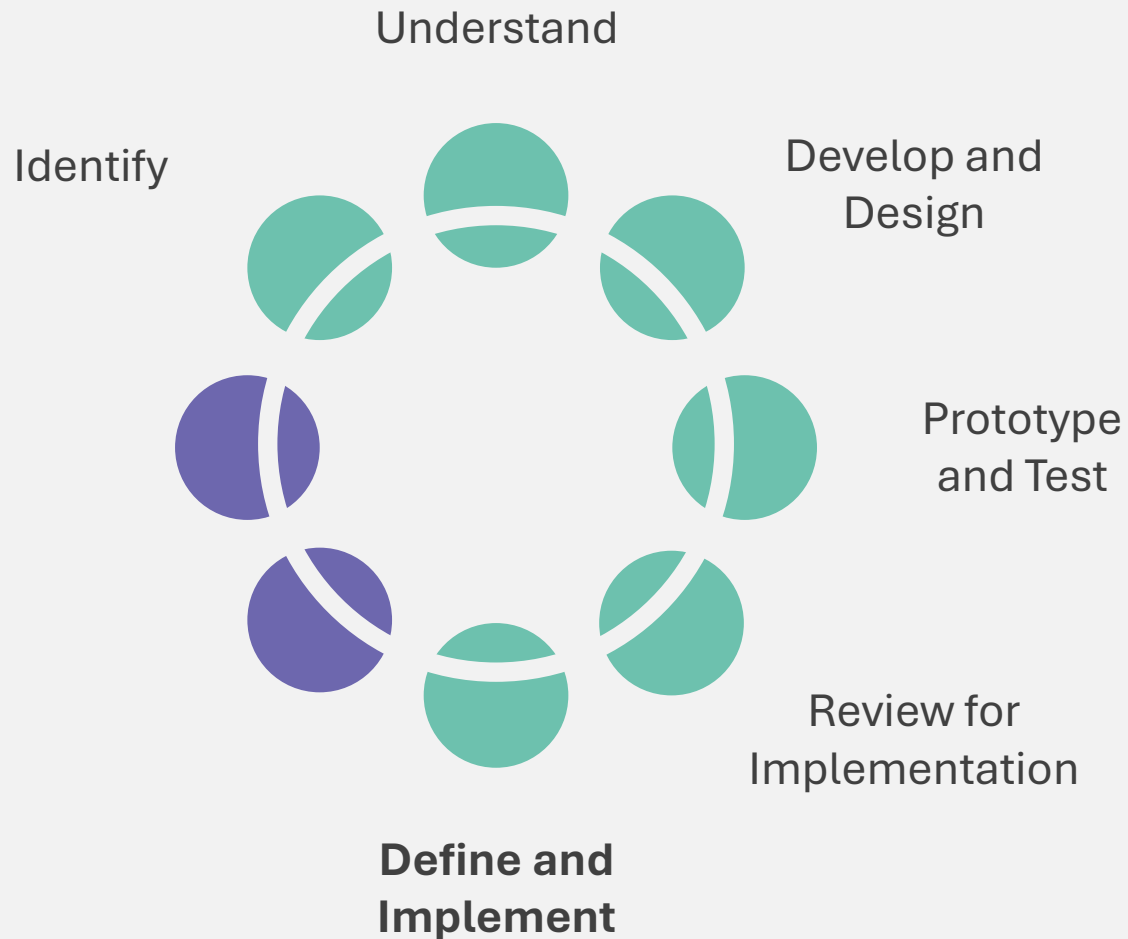 Understand
Identify
Develop and
Design
Prototype
and Test
Review for
Implementation
Define and
Implement